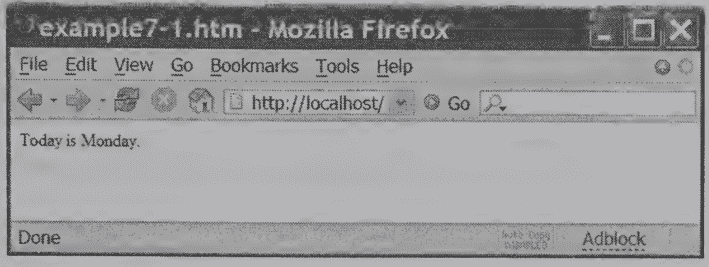 example7-1.htm - Mozilla Firefox
File Edit View Go Bookmarks Tools Help
http://localhost/ Go
Today is Monday.
Done Adblock